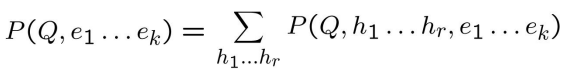 P(Q, e₁ … eₖ) = ∑ P(Q, h₁ … hᵣ, e₁ … eₖ)
h₁…hᵣ